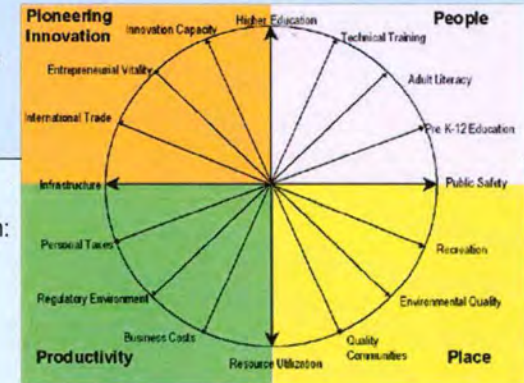 Pioneering
Innovation
People
Higher Education
Innovation Capacity
Technical Training
Entrepreneurial Vitality
Adult Literacy
International Trade
Pre K-12 Education
Infrastructure
Public Safety
Personal Taxes
Recreation
Regulatory Environment
Environmental Quality
Business Costs
Quality
Communities
Resource Utilization
Productivity
Place